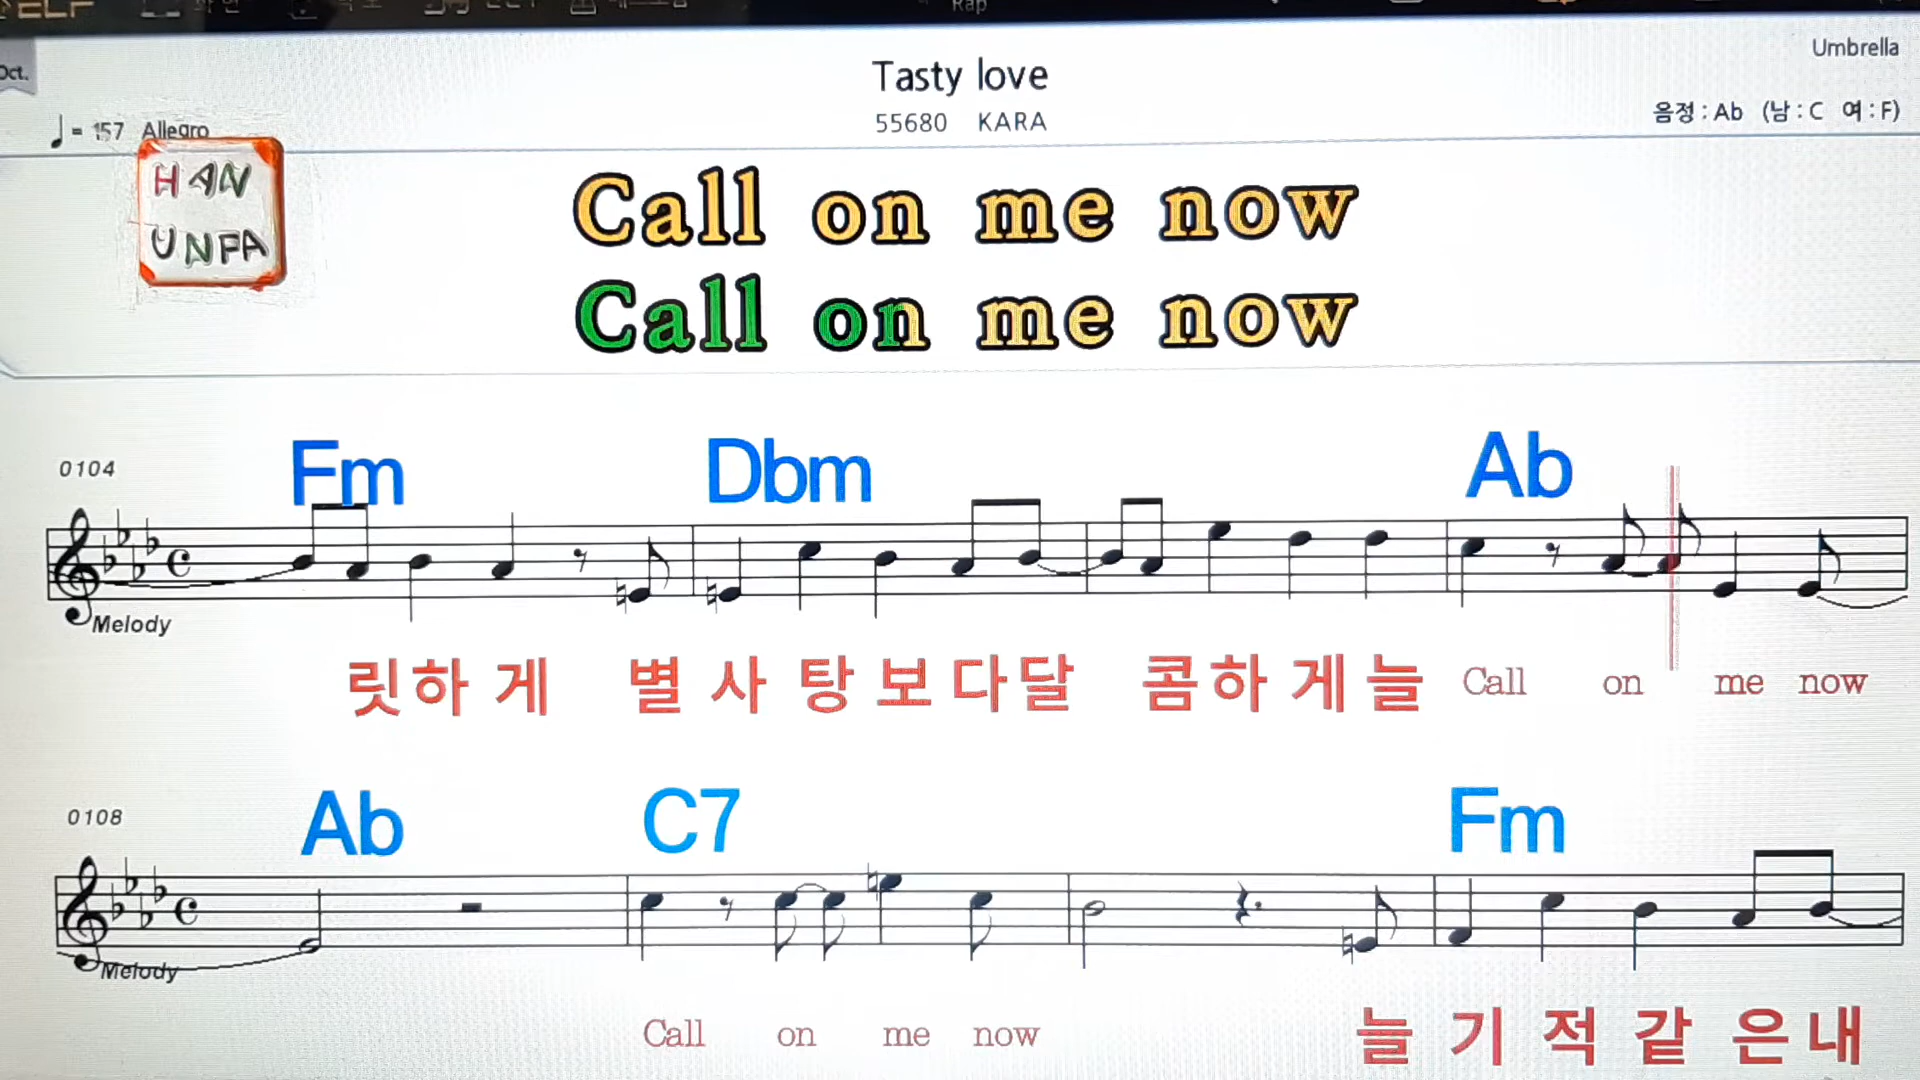 ELF
Rap
Oct.
Tasty love
Umbrella
55680 KARA
음정 : Ab (남 : C 여 : F)
♩ = 157 Allegro
HAN
UNPA
Call on me now
Call on me now
0104
Fm Dbm Ab
Melody
릿하 게 별 사 탕 보 다달 콤하 게 늘 Call on me now
0108
Ab C7 Fm
Melody
Call on me now 늘 기 적 같 은내